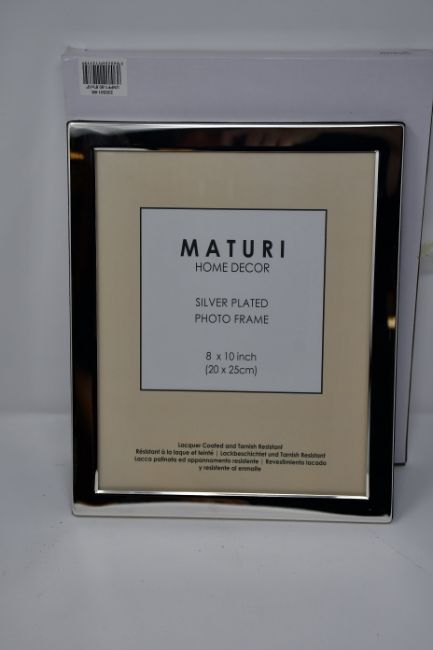 MATURI
HOME DECOR
SILVER PLATED
PHOTO FRAME
8 x 10 inch
(20 x 25cm)
Lacquer Coated and Tarnish Resistant
Résistant à la laque et teinté | Lackbeschichtet und Tarnish Resistant
Lacca patinata ed appannamento resistente | Revestimiento lacado
y resistente al enmalle